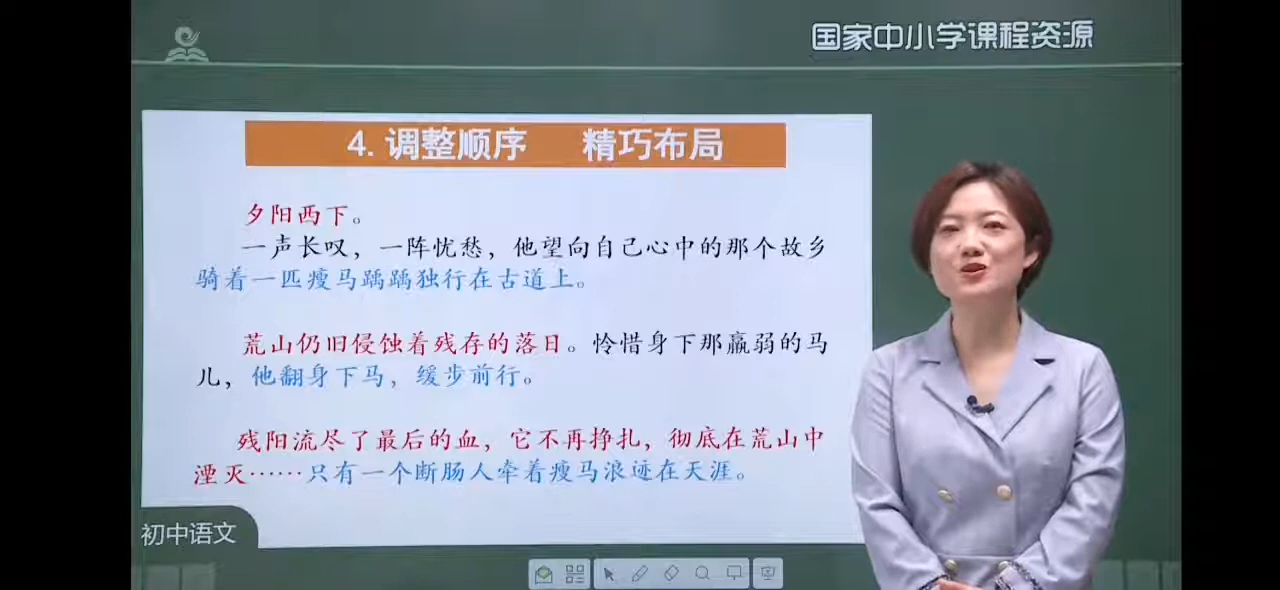 国家中小学课程资源
4. 调整顺序 精巧布局
夕阳西下。
一声长叹，一阵忧愁，他望向自己心中的那个故乡
骑着一匹瘦马踽踽独行在古道上。
荒山仍旧侵蚀着残存的落日。怜惜身下那羸弱的马
儿，他翻身下马，缓步前行。
残阳流尽了最后的血，它不再挣扎，彻底在荒山中
湮灭……只有一个断肠人牵着瘦马浪迹在天涯。
初中语文